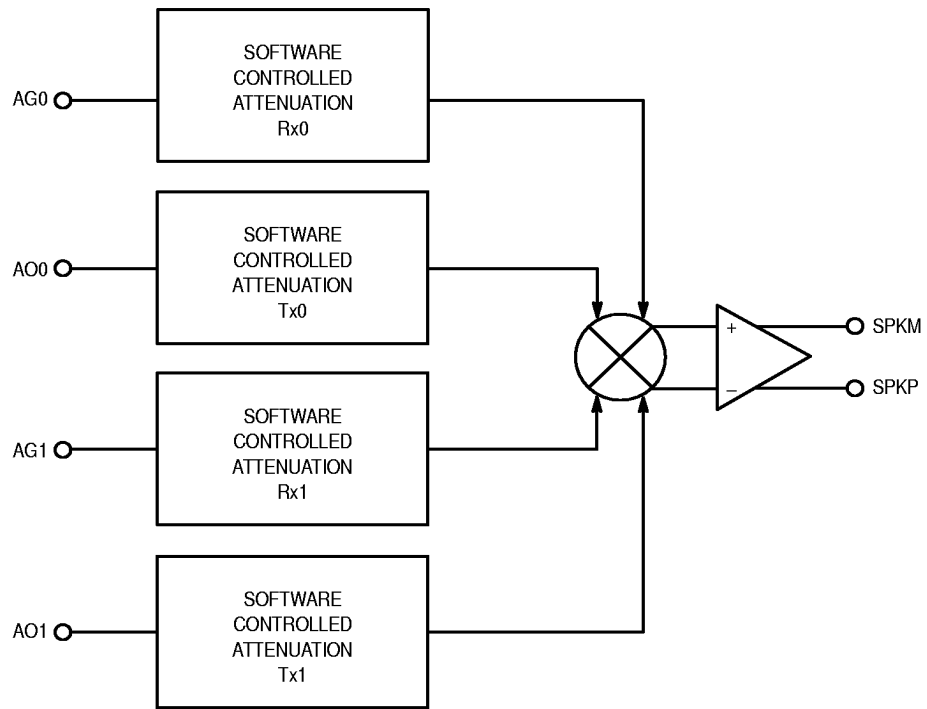 AG0
SOFTWARE
CONTROLLED
ATTENUATION
Rx0
AO0
SOFTWARE
CONTROLLED
ATTENUATION
Tx0
AG1
SOFTWARE
CONTROLLED
ATTENUATION
Rx1
AO1
SOFTWARE
CONTROLLED
ATTENUATION
Tx1
+
−
SPKM
SPKP